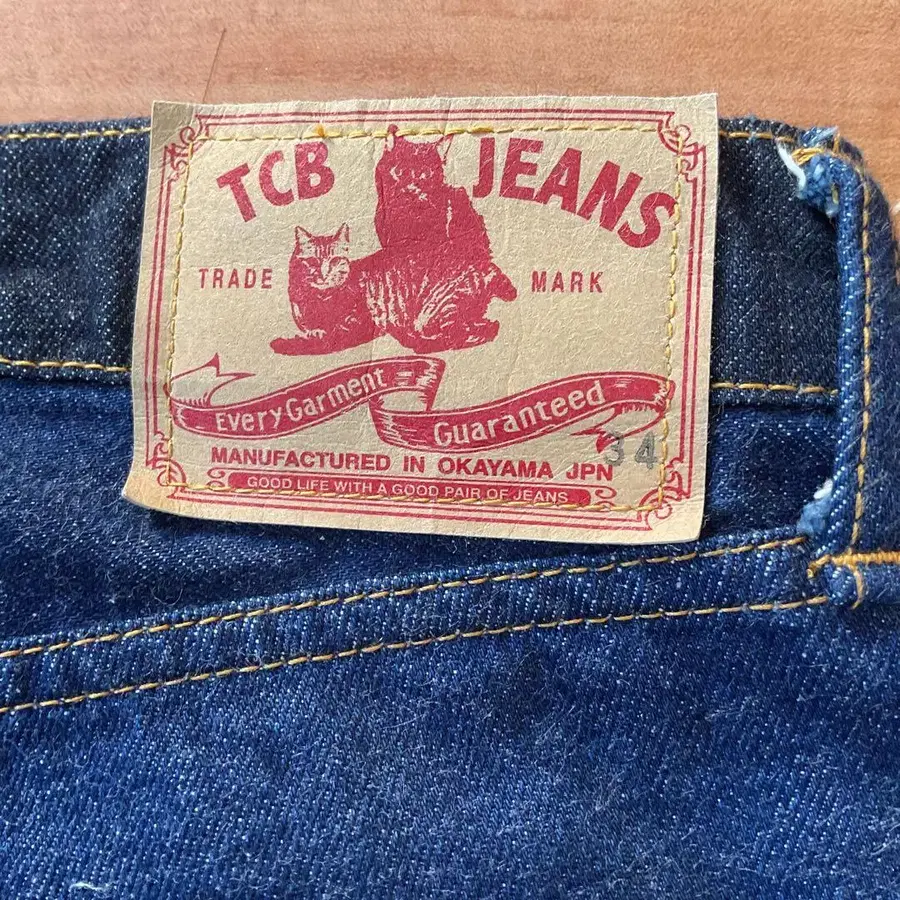 TCB JEANS
TRADE MARK
Every Garment
Guaranteed
34
MANUFACTURED IN OKAYAMA JPN
GOOD LIFE WITH A GOOD PAIR OF JEANS